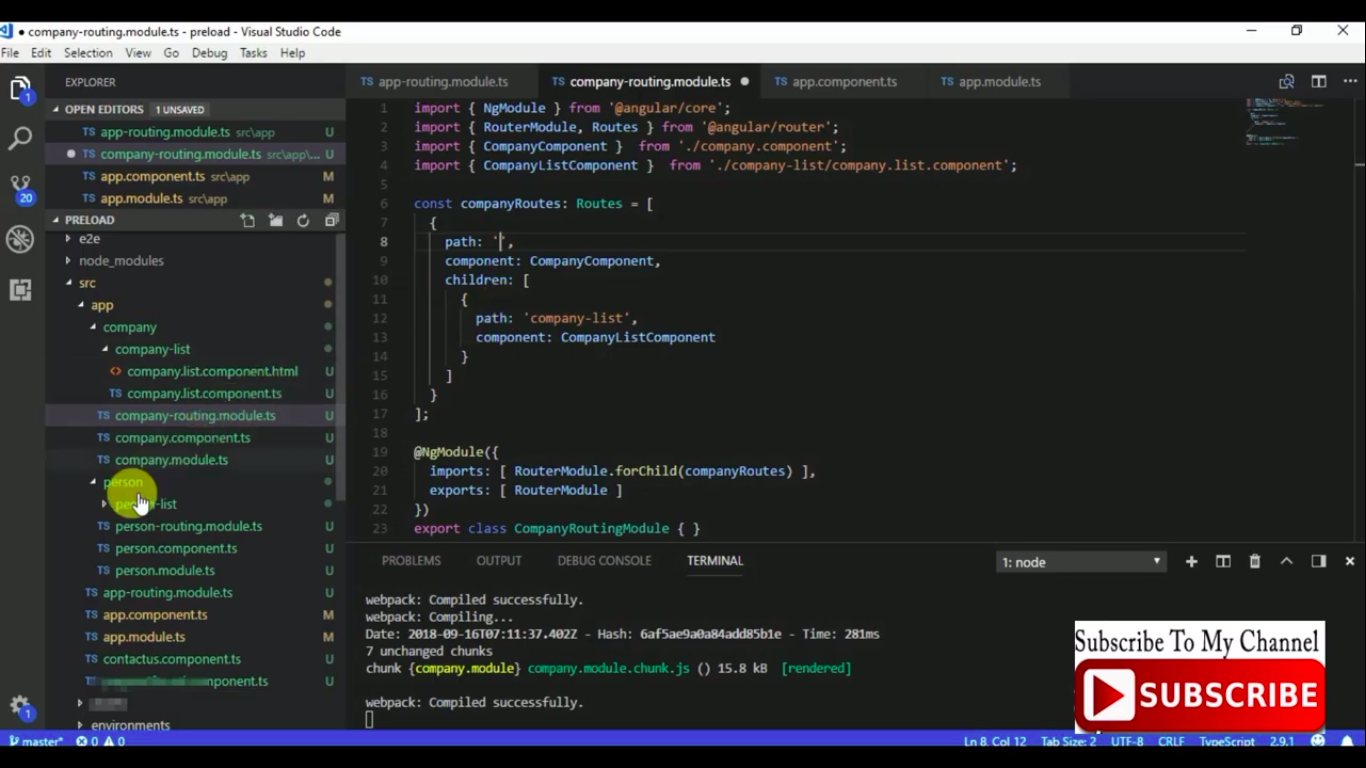 ● company-routing.module.ts - preload - Visual Studio Code
File Edit Selection View Go Debug Tasks Help
EXPLORER
OPEN EDITORS 1 UNSAVED
TS app-routing.module.ts src\app U
● TS company-routing.module.ts src\app\... U
TS app.component.ts src\app M
TS app.module.ts src\app M
PRELOAD
e2e
node_modules
src
app
company
company-list
<> company.list.component.html U
TS company.list.component.ts U
TS company-routing.module.ts U
TS company.component.ts U
TS company.module.ts U
person
TS person-routing.module.ts U
TS person.component.ts U
TS person.module.ts U
TS app-routing.module.ts U
TS app.component.ts M
TS app.module.ts M
TS contactus.component.ts U
environments
1
20
1
TS app-routing.module.ts TS company-routing.module.ts ● TS app.component.ts TS app.module.ts
1 import { NgModule } from '@angular/core';
2 import { RouterModule, Routes } from '@angular/router';
3 import { CompanyComponent } from './company.component';
4 import { CompanyListComponent } from './company-list/company.list.component';
5
6 const companyRoutes: Routes = [
7 {
8 path: '',
9 component: CompanyComponent,
10 children: [
11 {
12 path: 'company-list',
13 component: CompanyListComponent
14 }
15 ]
16 }
17 ];
18
19 @NgModule({
20 imports: [ RouterModule.forChild(companyRoutes) ],
21 exports: [ RouterModule ]
22 })
23 export class CompanyRoutingModule { }
PROBLEMS OUTPUT DEBUG CONSOLE TERMINAL 1: node
webpack: Compiled successfully.
webpack: Compiling...
Date: 2018-09-16T07:11:37.402Z - Hash: 6af5ae9a0a84add85b1e - Time: 281ms
7 unchanged chunks
chunk {company.module} company.module.chunk.js () 15.8 kB [rendered]
webpack: Compiled successfully.
Subscribe To My Channel
SUBSCRIBE
master* 0 0 Ln 8, Col 12 Tab Size: 2 UTF-8 CRLF TypeScript 2.9.1